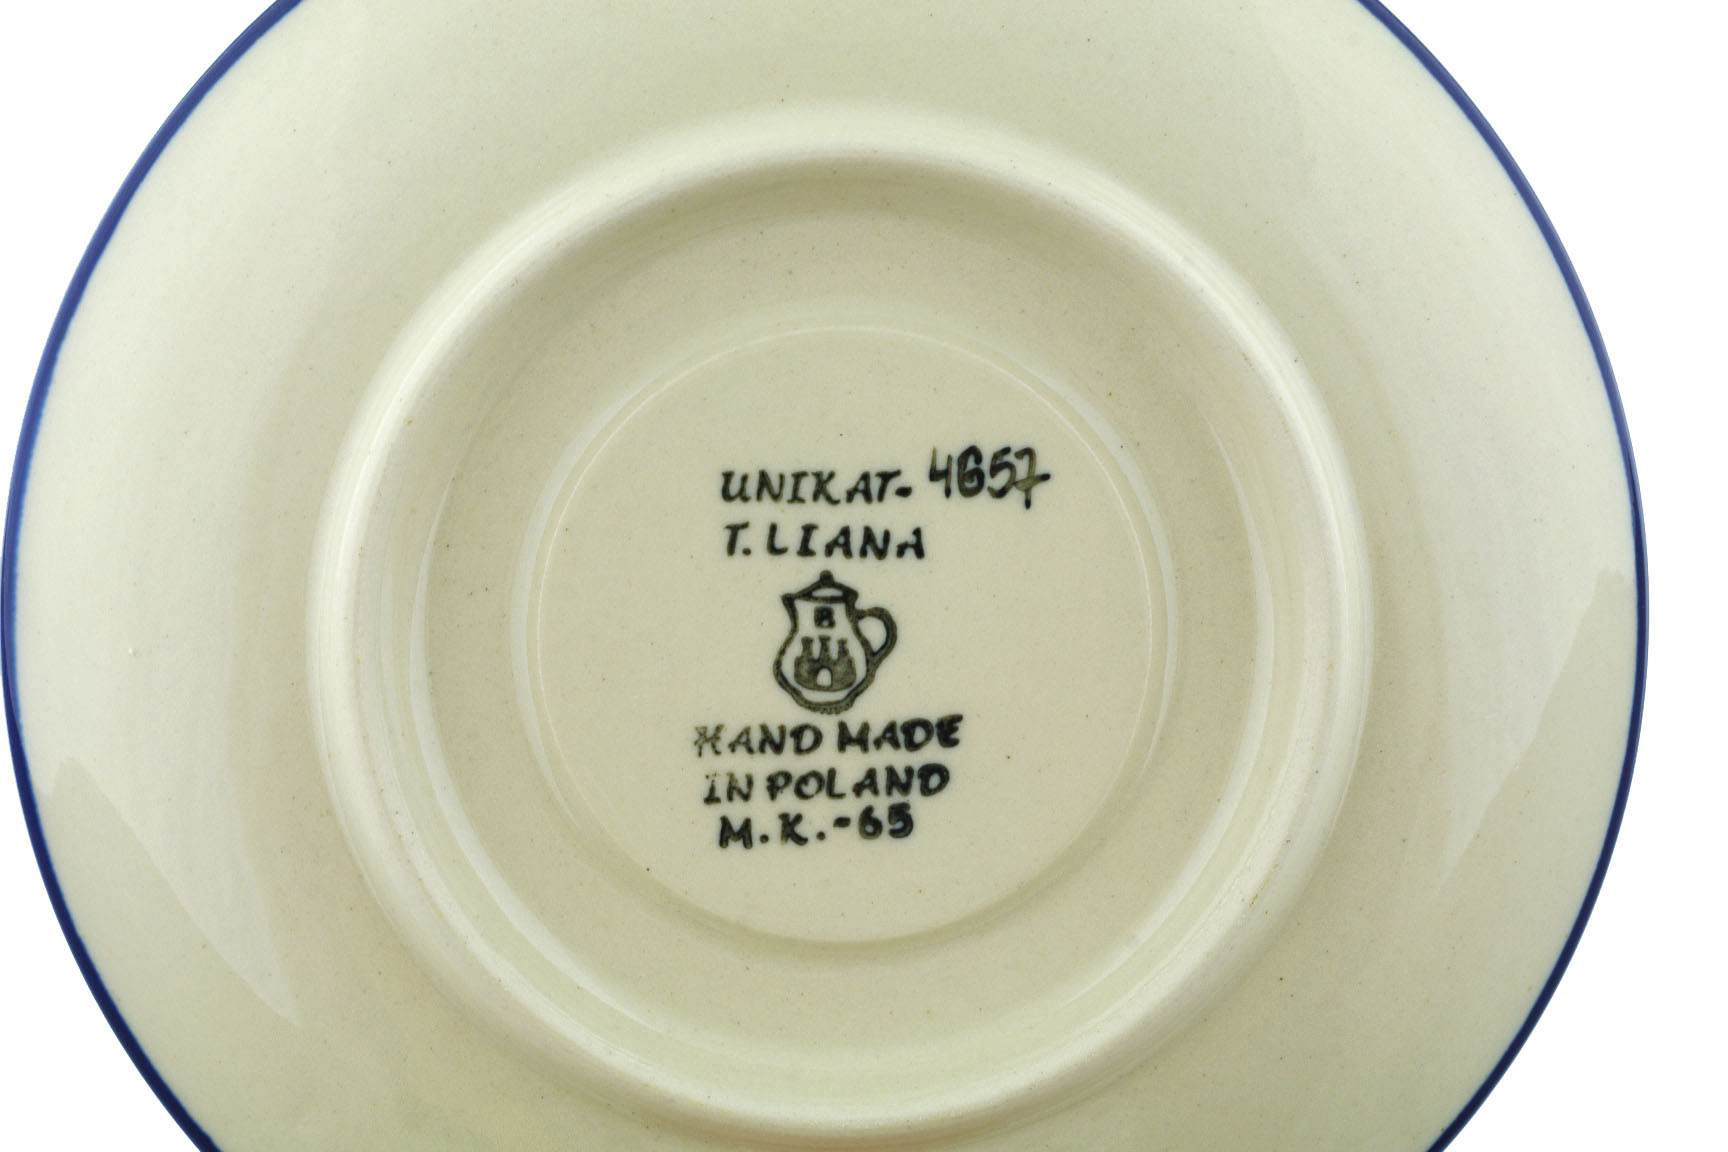 UNIKAT- 4657
T. LIANA
B
HAND MADE
IN POLAND
M.K.-65